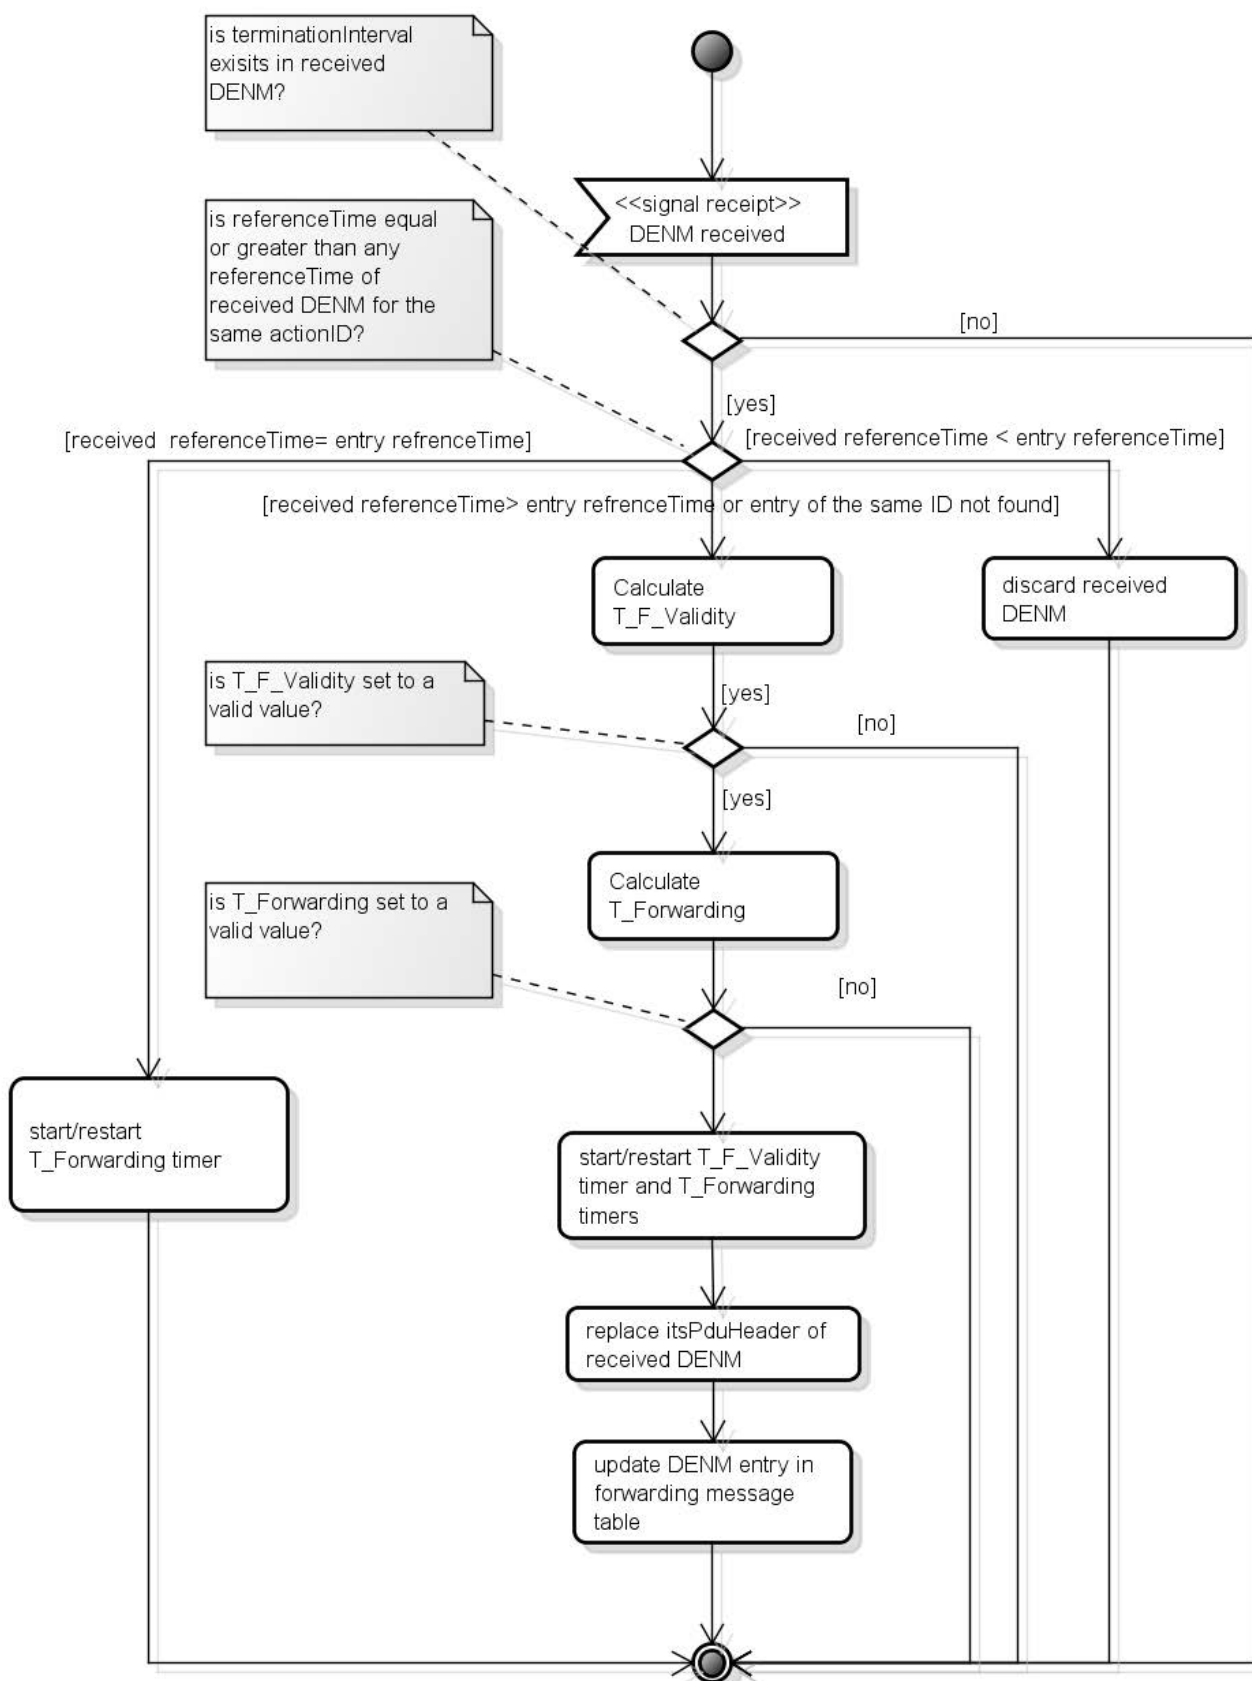 is terminationInterval
exisits in received
DENM?
<<signal receipt>>
DENM received
is referenceTime equal
or greater than any
referenceTime of
received DENM for the
same actionID?
[no]
[yes]
[received  referenceTime= entry refrenceTime]
[received referenceTime < entry referenceTime]
[received referenceTime> entry refrenceTime or entry of the same ID not found]
Calculate
T_F_Validity
discard received
DENM
is T_F_Validity set to a
valid value?
[yes]
[no]
[yes]
Calculate
T_Forwarding
is T_Forwarding set to a
valid value?
[no]
start/restart
T_Forwarding timer
start/restart T_F_Validity
timer and T_Forwarding
timers
replace itsPduHeader of
received DENM
update DENM entry in
forwarding message
table